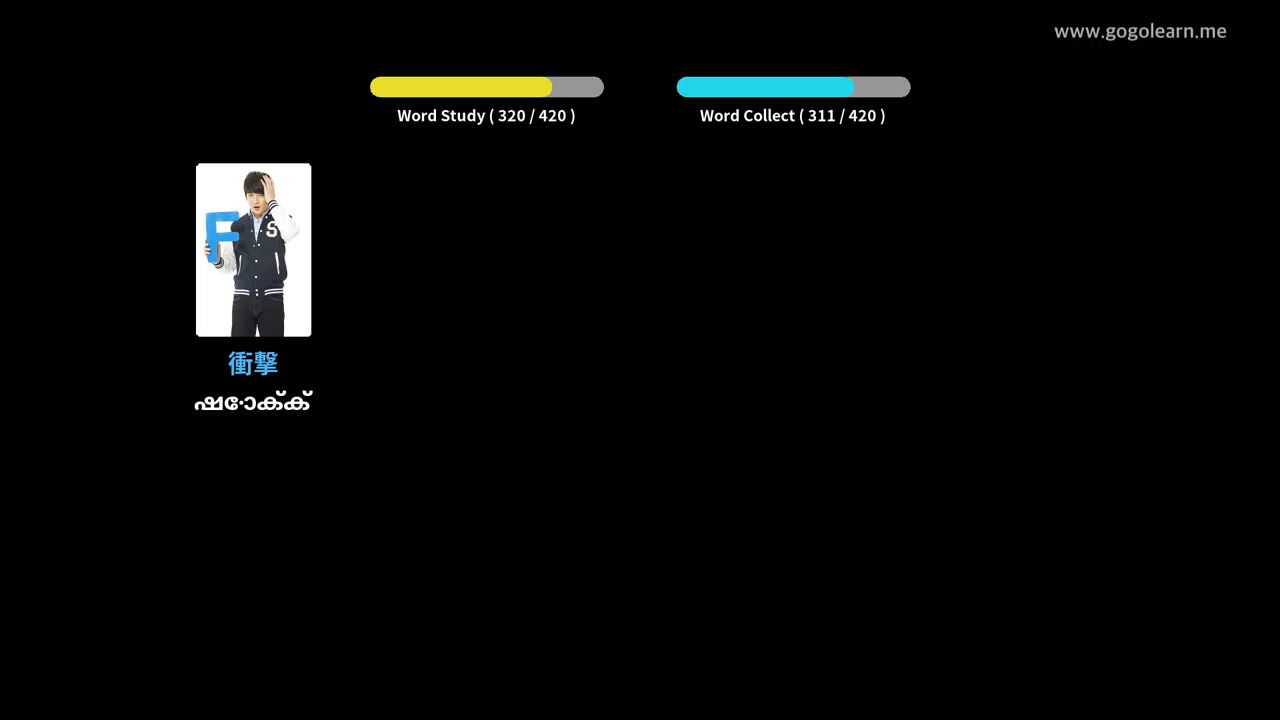 www.gogolearn.me
Word Study ( 320 / 420 )
Word Collect ( 311 / 420 )
F
S
衝撃
ഷോക്ക്